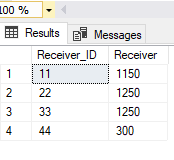 100 %
Results Messages
Receiver_ID Receiver
1 11 1150
2 22 1250
3 33 1250
4 44 300